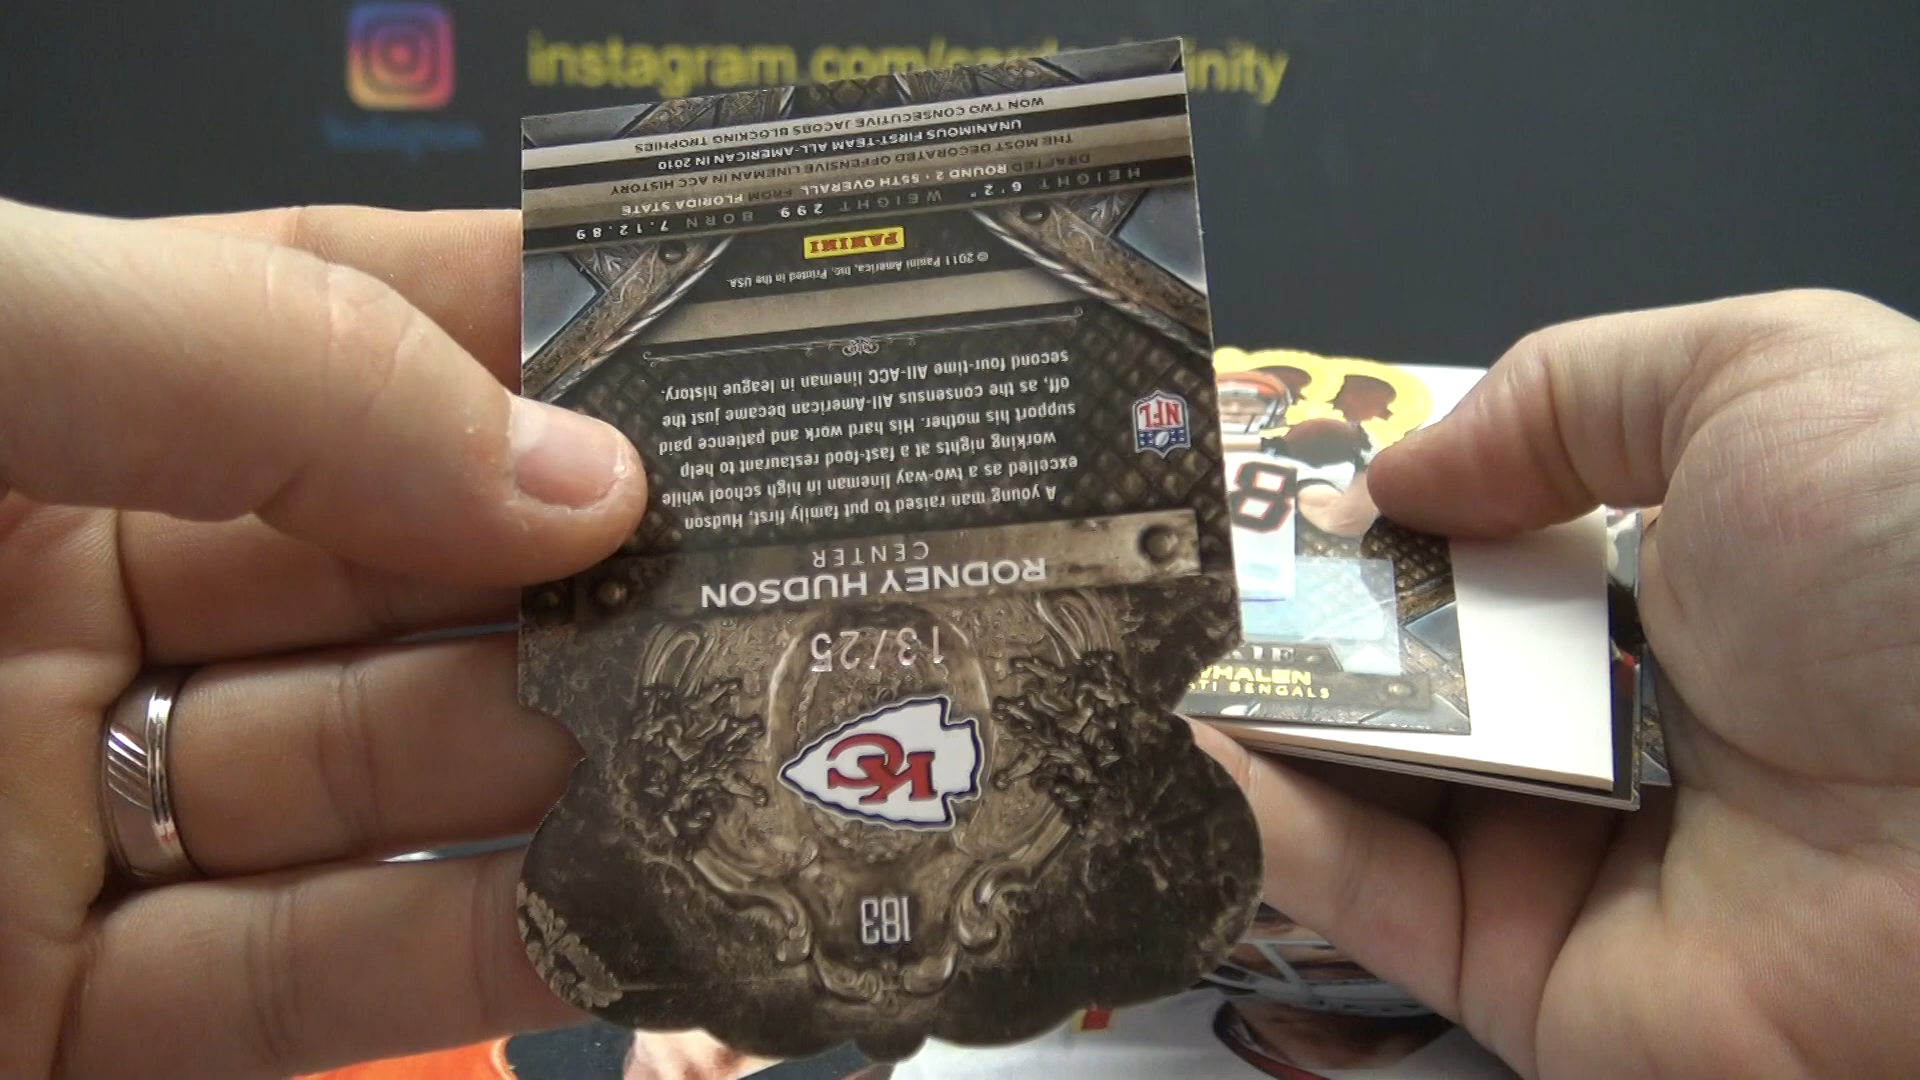 instagram.com/
inity
Instagram
183
KC
13/25
RODNEY HUDSON
CENTER
A young man raised to put family first, Hudson
excelled as a two-way lineman in high school while
working nights at a fast-food restaurant to help
support his mother. His hard work and patience paid
off, as the consensus All-American became just the
second four-time All-ACC lineman in league history.
NFL
© 2011 Panini America, Inc. Printed in the USA.
PANINI
HEIGHT 6'2" WEIGHT 299 BORN 7.12.89
DRAFTED ROUND 2 · 55TH OVERALL FROM FLORIDA STATE
THE MOST DECORATED OFFENSIVE LINEMAN IN ACC HISTORY
UNANIMOUS FIRST-TEAM ALL-AMERICAN IN 2010
WON TWO CONSECUTIVE JACOBS BLOCKING TROPHIES
8
KIE
WHALEN
ATI BENGALS